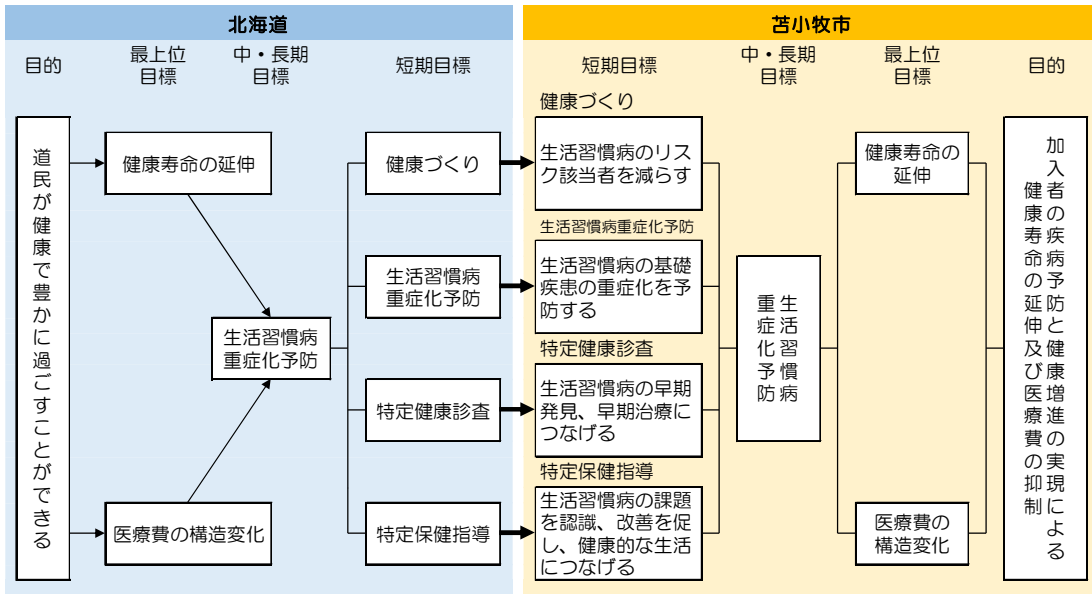 北海道
目的
最上位
目標
中・長期
目標
短期目標
道民が健康で豊かに過ごすことができる
健康寿命の延伸
医療費の構造変化
生活習慣病
重症化予防
健康づくり
生活習慣病
重症化予防
特定健康診査
特定保健指導
苫小牧市
短期目標
中・長期
目標
最上位
目標
目的
健康づくり
生活習慣病のリス
ク該当者を減らす
生活習慣病重症化予防
生活習慣病の基礎
疾患の重症化を予
防する
特定健康診査
生活習慣病の早期
発見、早期治療に
つなげる
特定保健指導
生活習慣病の課題
を認識、改善を促
し、健康的な生活
につなげる
生活習慣病
重症化予防
健康寿命の
延伸
医療費の
構造変化
加入者の疾病予防と健康増進の実現による
健康寿命の延伸及び医療費の抑制